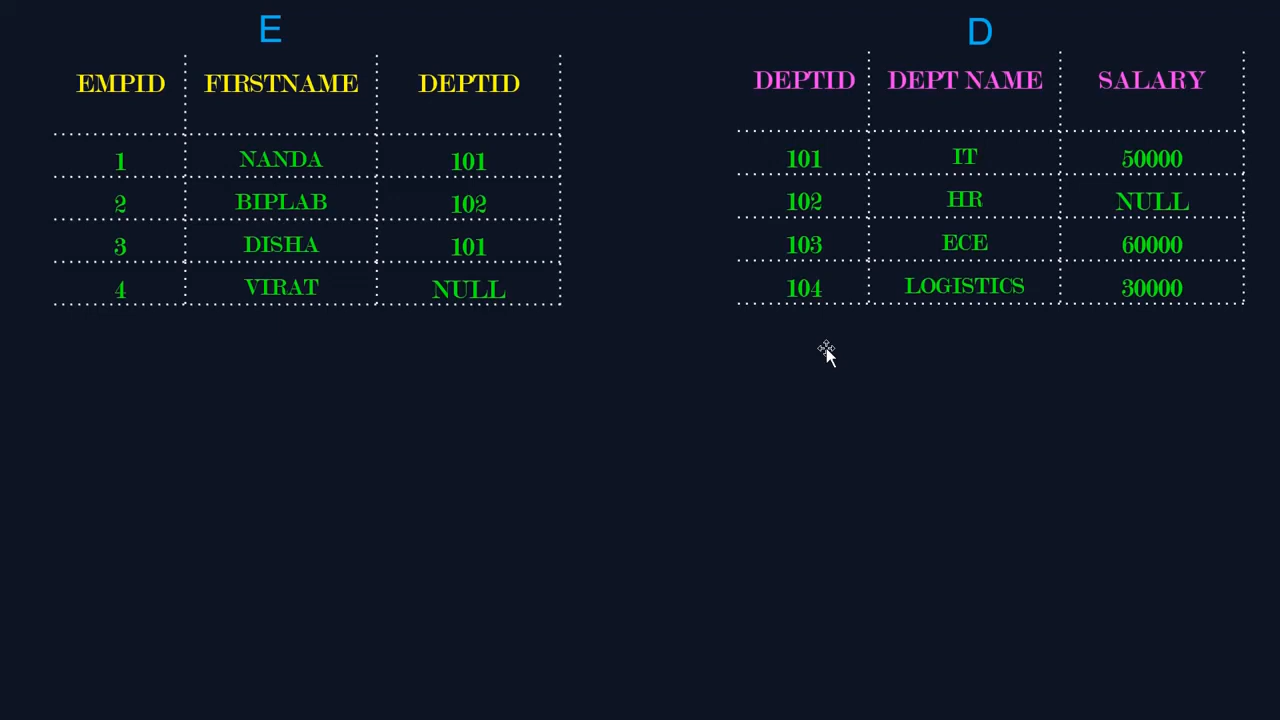 E
EMPID FIRSTNAME DEPTID
1 NANDA 101
2 BIPLAB 102
3 DISHA 101
4 VIRAT NULL
D
DEPTID DEPT NAME SALARY
101 IT 50000
102 HR NULL
103 ECE 60000
104 LOGISTICS 30000